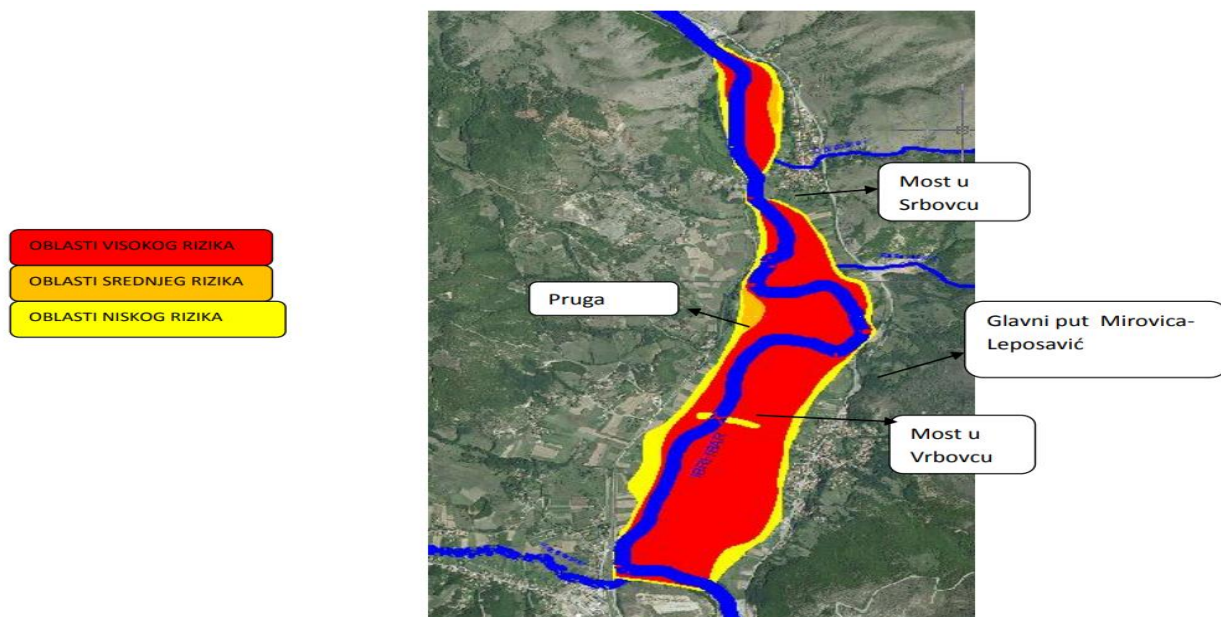 OBLASTI VISOKOG RIZIKA
OBLASTI SREDNJEG RIZIKA
OBLASTI NISKOG RIZIKA
Most u
Srbovcu
Pruga
Glavni put Mirovica-
Leposavić
Most u
Vrbovcu